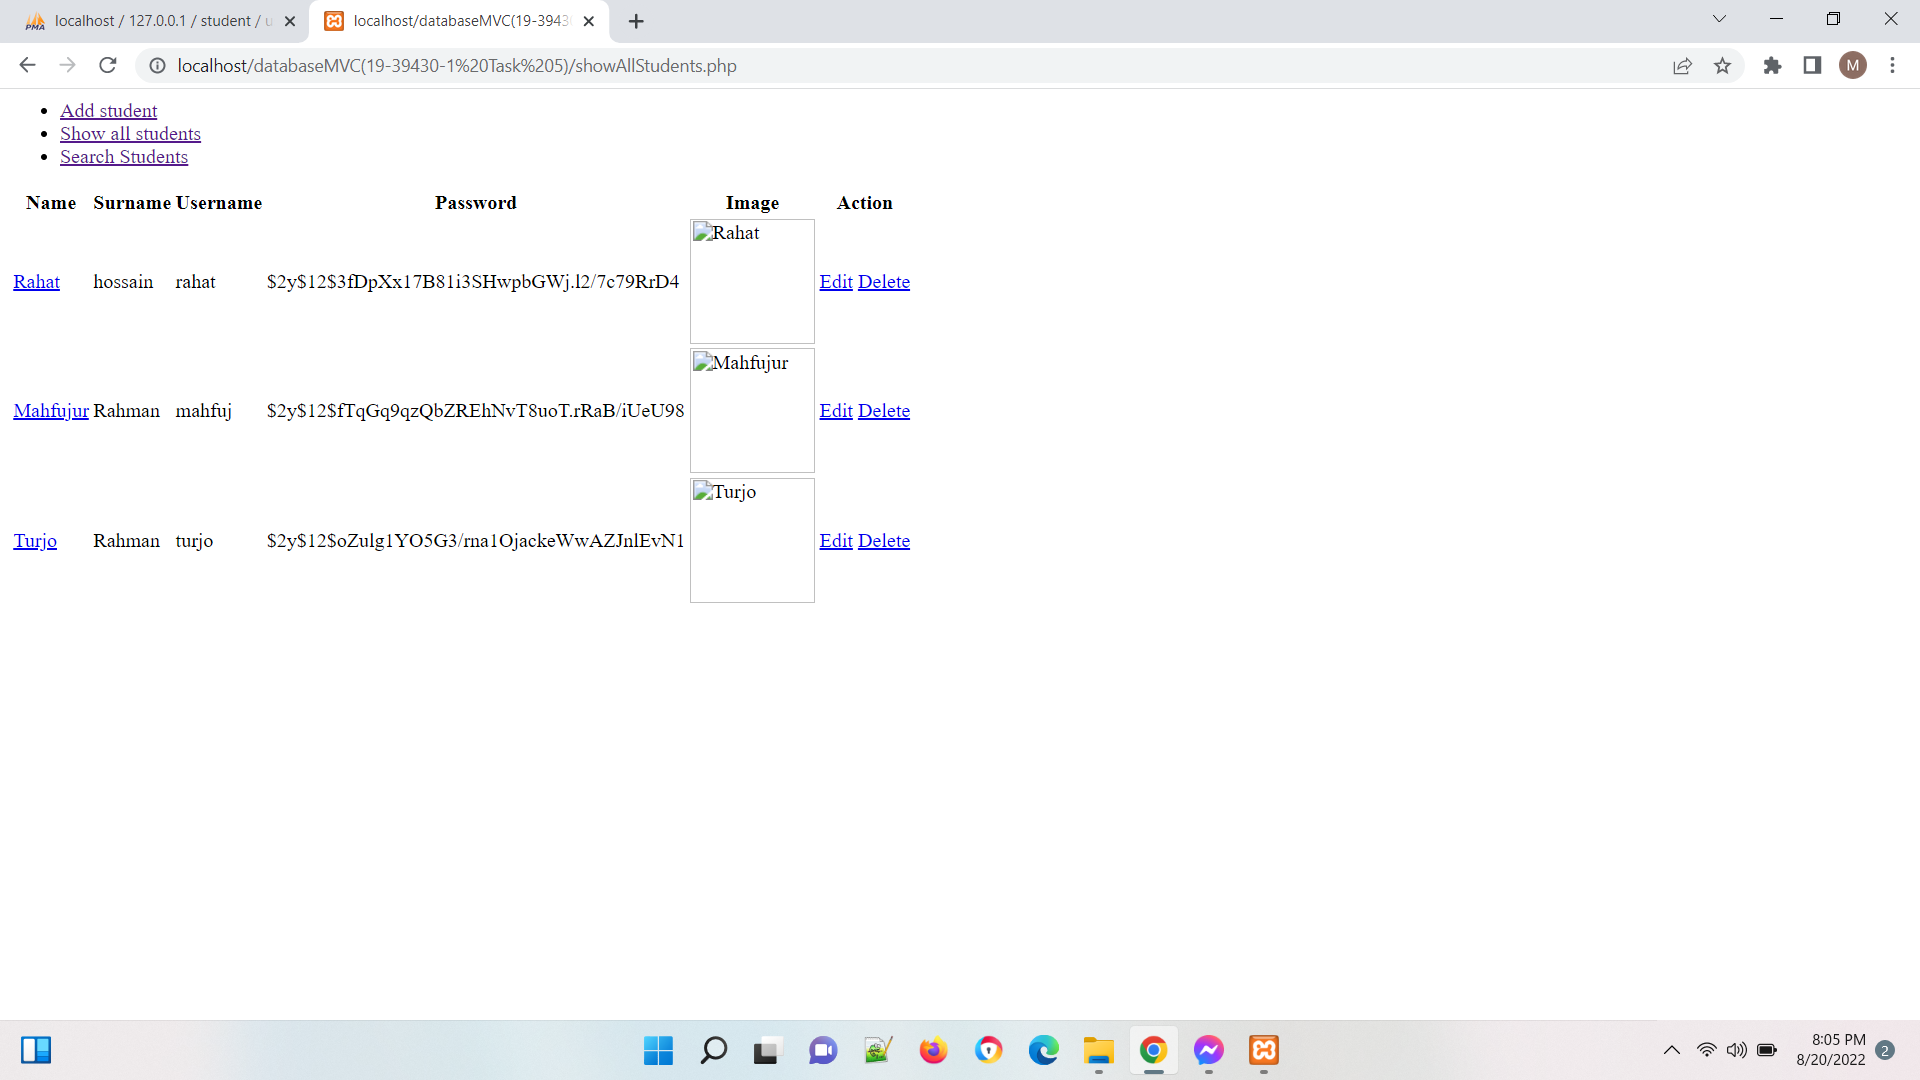 localhost / 127.0.0.1 / student / u
localhost/databaseMVC(19-3943
localhost/databaseMVC(19-39430-1%20Task%205)/showAllStudents.php
M
Add student
Show all students
Search Students
Name Surname Username Password Image Action
Rahat hossain rahat $2y$12$3fDpXx17B81i3SHwpbGWj.l2/7c79RrD4 Rahat Edit Delete
Mahfujur Rahman mahfuj $2y$12$fTqGq9qzQbZREhNvT8uoT.rRaB/iUeU98 Mahfujur Edit Delete
Turjo Rahman turjo $2y$12$oZulg1YO5G3/rna1OjackeWwAZJnlEvN1 Turjo Edit Delete
8:05 PM
8/20/2022
2